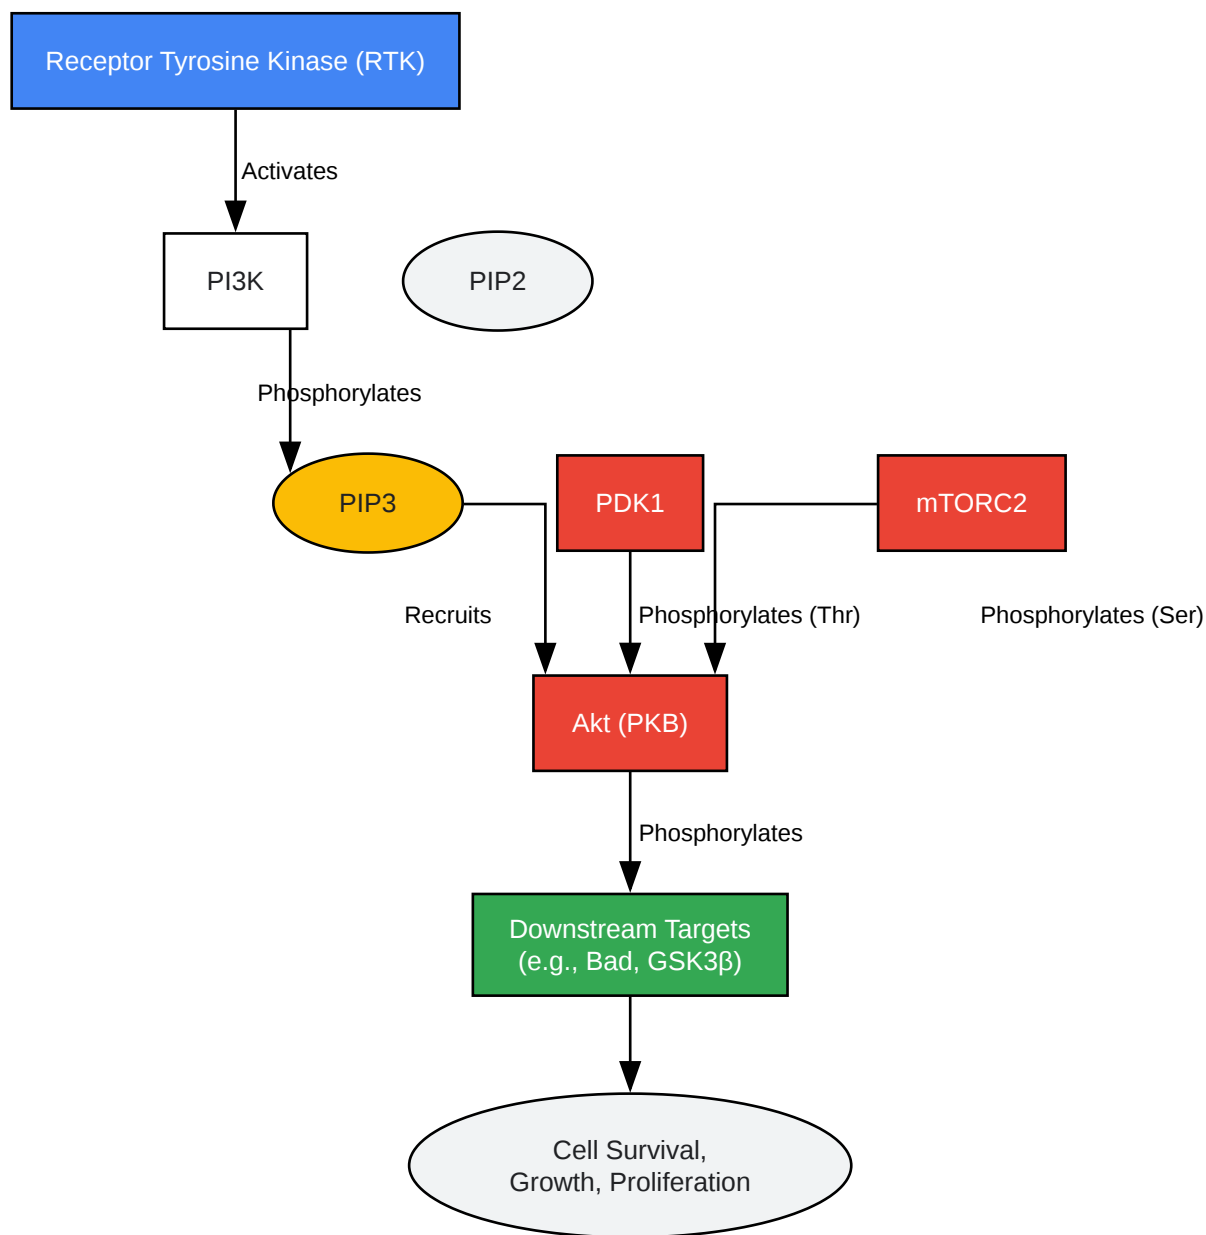 Receptor Tyrosine Kinase (RTK)
Activates
PI3K
PIP2
Phosphorylates
PIP3
PDK1
mTORC2
Recruits
Phosphorylates (Thr)
Phosphorylates (Ser)
Akt (PKB)
Phosphorylates
Downstream Targets
(e.g., Bad, GSK3β)
Cell Survival,
Growth, Proliferation